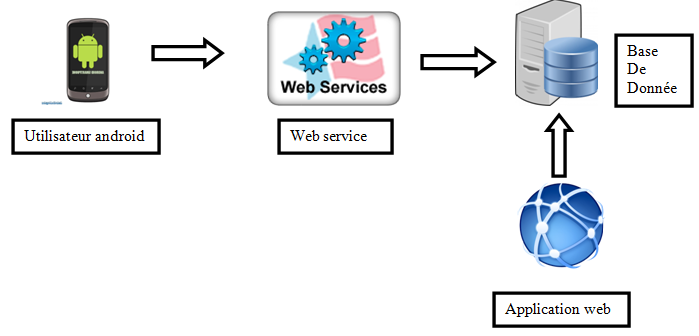 Web Services
Base
De
Donnée
Utilisateur android
Web service
Application web